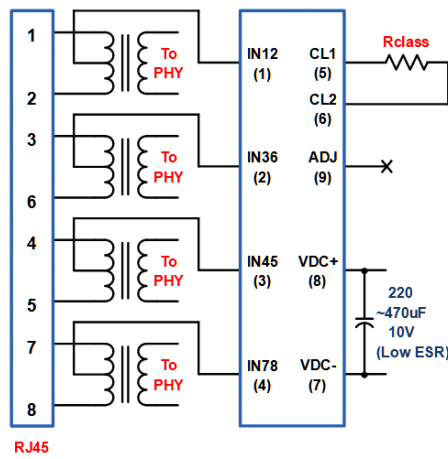 1
2
3
6
4
5
7
8
RJ45
To
PHY
To
PHY
To
PHY
To
PHY
IN12
(1)
IN36
(2)
IN45
(3)
IN78
(4)
CL1
(5)
CL2
(6)
ADJ
(9)
VDC+
(8)
VDC-
(7)
Rclass
220
~470uF
10V
(Low ESR)